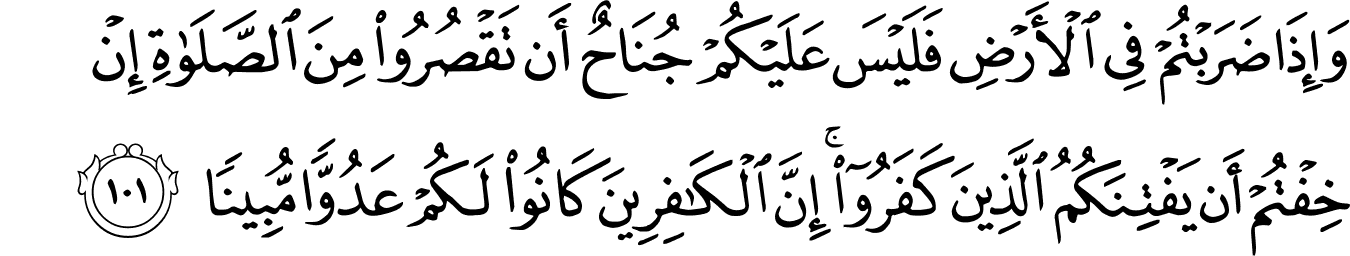 وَإِذَا ضَرَبْتُمْ فِى ٱلْأَرْضِ فَلَيْسَ عَلَيْكُمْ جُنَاحٌ أَن تَقْصُرُوا۟ مِنَ ٱلصَّلَوٰةِ إِنْ
خِفْتُمْ أَن يَفْتِنَكُمُ ٱلَّذِينَ كَفَرُوٓا۟ ۚ إِنَّ ٱلْكَـٰفِرِينَ كَانُوا۟ لَكُمْ عَدُوًّا مُّبِينًا ١٠١